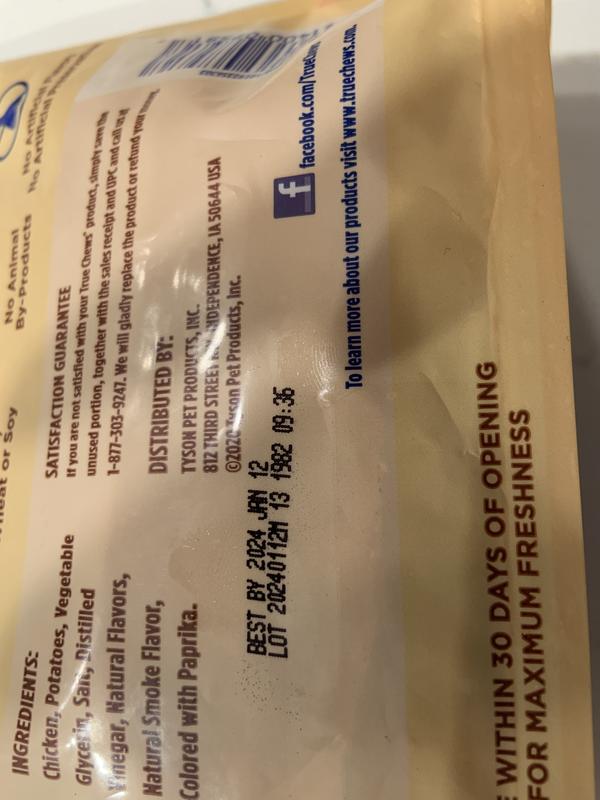 No Artificial
No Artificial
No Animal
By-Products
or Soy
INGREDIENTS:
Chicken, Potatoes, Vegetable
Glycerin, Salt, Distilled
Vinegar, Natural Flavors,
Natural Smoke Flavor,
Colored with Paprika.
SATISFACTION GUARANTEE
If you are not satisfied with your True Chews® product, simply save the
unused portion, together with the sales receipt and UPC and call us at
1-877-303-9247. We will gladly replace the product or refund your money.
DISTRIBUTED BY:
TYSON PET PRODUCTS, INC.
812 THIRD STREET INDEPENDENCE, IA 50644 USA
©2020 Tyson Pet Products, Inc.
BEST BY 2024 JAN 12
LOT 20240112M 13 1982 09:36
f facebook.com/TrueChews
To learn more about our products visit www.truechews.com.
WITHIN 30 DAYS OF OPENING
FOR MAXIMUM FRESHNESS